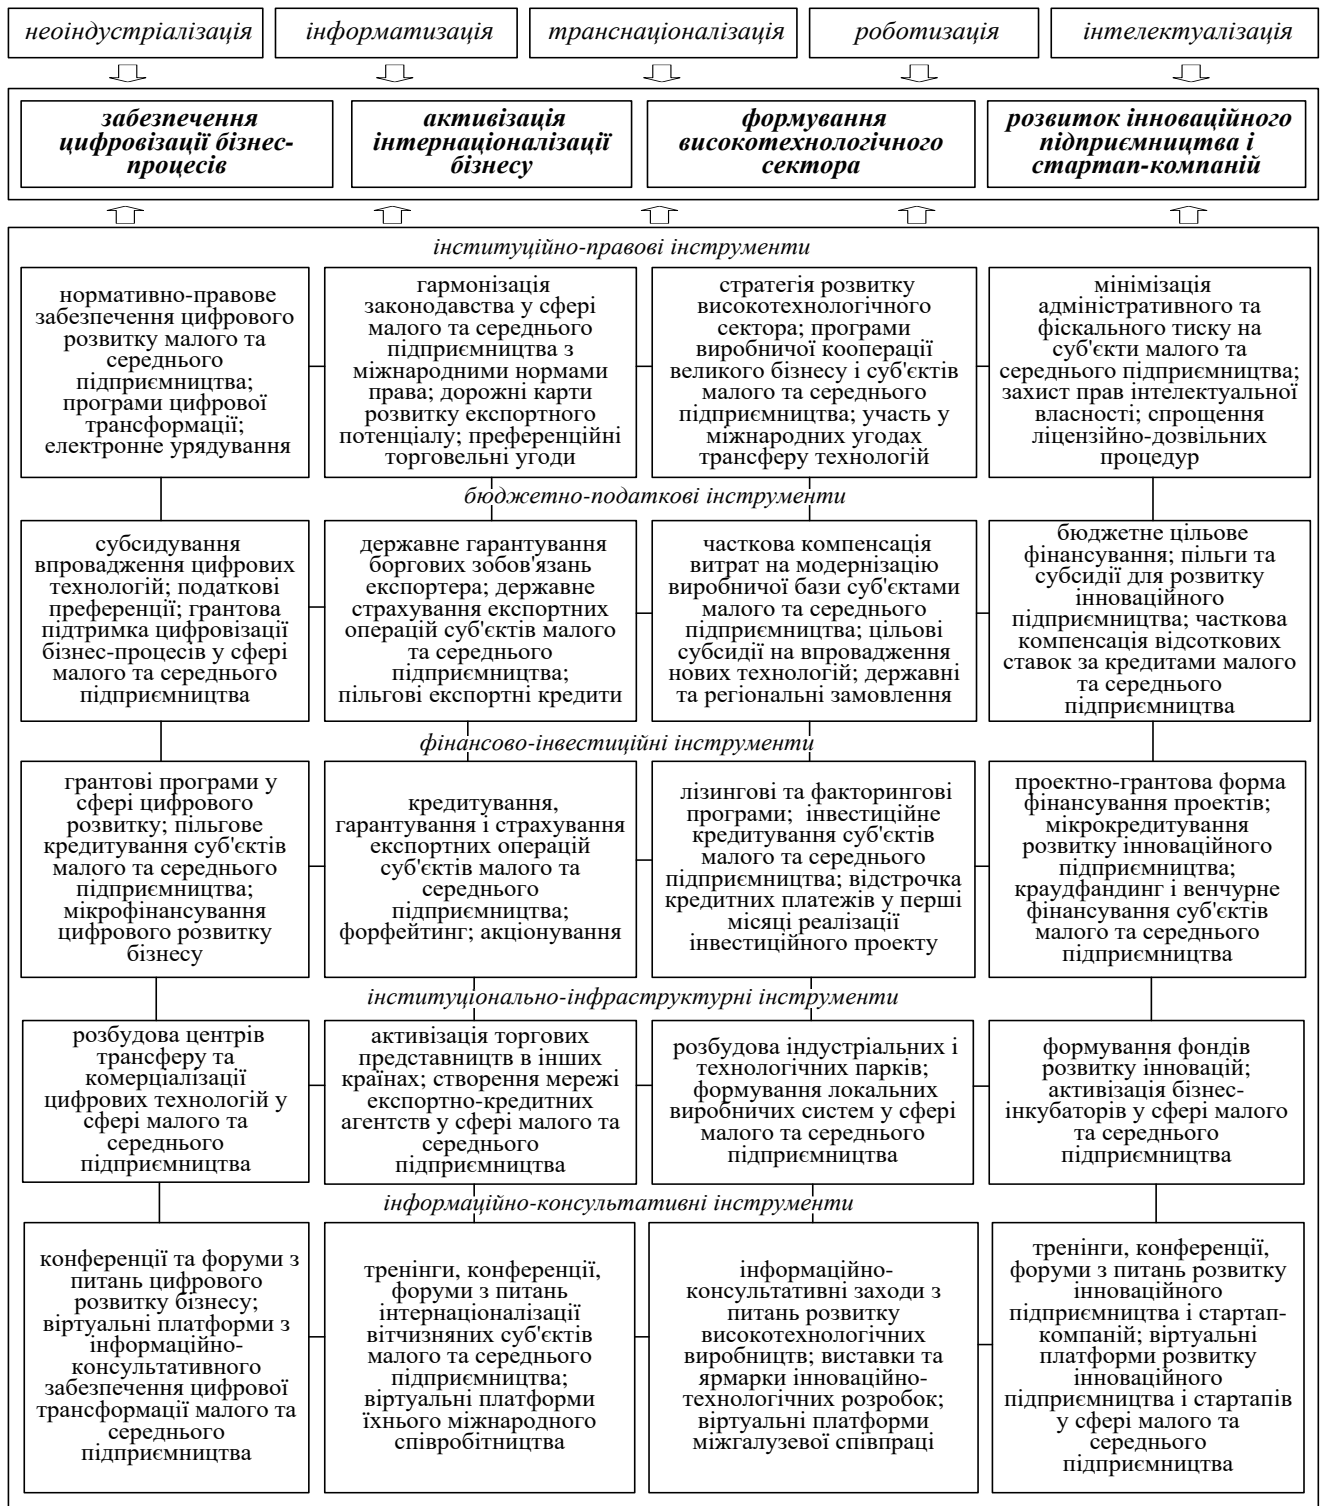 неоіндустріалізація
інформатизація
транснаціоналізація
роботизація
інтелектуалізація
забезпечення
цифровізації бізнес-
процесів
активізація
інтернаціоналізації
бізнесу
формування
високотехнологічного
сектора
розвиток інноваційного
підприємництва і
стартап-компаній
інституційно-правові інструменти
нормативно-правове
забезпечення цифрового
розвитку малого та
середнього
підприємництва;
програми цифрової
трансформації;
електронне урядування
гармонізація
законодавства у сфері
малого та середнього
підприємництва з
міжнародними нормами
права; дорожні карти
розвитку експортного
потенціалу; преференційні
торговельні угоди
стратегія розвитку
високотехнологічного
сектора; програми
виробничої кооперації
великого бізнесу і суб'єктів
малого та середнього
підприємництва; участь у
міжнародних угодах
трансферу технологій
мінімізація
адміністративного та
фіскального тиску на
суб'єкти малого та
середнього підприємництва;
захист прав інтелектуальної
власності; спрощення
ліцензійно-дозвільних
процедур
бюджетно-податкові інструменти
субсидування
впровадження цифрових
технологій; податкові
преференції; грантова
підтримка цифровізації
бізнес-процесів у сфері
малого та середнього
підприємництва
державне гарантування
боргових зобов'язань
експортера; державне
страхування експортних
операцій суб'єктів малого
та середнього
підприємництва;
пільгові експортні кредити
часткова компенсація
витрат на модернізацію
виробничої бази суб'єктами
малого та середнього
підприємництва; цільові
субсидії на впровадження
нових технологій; державні
та регіональні замовлення
бюджетне цільове
фінансування; пільги та
субсидії для розвитку
інноваційного
підприємництва; часткова
компенсація відсоткових
ставок за кредитами малого
та середнього
підприємництва
фінансово-інвестиційні інструменти
грантові програми у
сфері цифрового
розвитку; пільгове
кредитування суб'єктів
малого та середнього
підприємництва;
мікрофінансування
цифрового розвитку
бізнесу
кредитування,
гарантування і страхування
експортних операцій
суб'єктів малого та
середнього
підприємництва;
форфейтинг; акціонування
лізингові та факторингові
програми; інвестиційне
кредитування суб'єктів
малого та середнього
підприємництва; відстрочка
кредитних платежів у перші
місяці реалізації
інвестиційного проекту
проектно-грантова форма
фінансування проектів;
мікрокредитування
розвитку інноваційного
підприємництва;
краудфандинг і венчурне
фінансування суб'єктів
малого та середнього
підприємництва
інституціонально-інфраструктурні інструменти
розбудова центрів
трансферу та
комерціалізації
цифрових технологій у
сфері малого та
середнього
підприємництва
активізація торгових
представництв в інших
країнах; створення мережі
експортно-кредитних
агентств у сфері малого та
середнього
підприємництва
розбудова індустріальних і
технологічних парків;
формування локальних
виробничих систем у сфері
малого та середнього
підприємництва
формування фондів
розвитку інновацій;
активізація бізнес-
інкубаторів у сфері малого
та середнього
підприємництва
інформаційно-консультативні інструменти
конференції та форуми з
питань цифрового
розвитку бізнесу;
віртуальні платформи з
інформаційно-
консультативного
забезпечення цифрової
трансформації малого та
середнього
підприємництва
тренінги, конференції,
форуми з питань
інтернаціоналізації
вітчизняних суб'єктів
малого та середнього
підприємництва;
віртуальні платформи
їхнього міжнародного
співробітництва
інформаційно-
консультативні заходи з
питань розвитку
високотехнологічних
виробництв; виставки та
ярмарки інноваційно-
технологічних розробок;
віртуальні платформи
міжгалузевої співпраці
тренінги, конференції,
форуми з питань розвитку
інноваційного
підприємництва і стартап-
компаній; віртуальні
платформи розвитку
інноваційного
підприємництва і стартапів
у сфері малого та
середнього
підприємництва